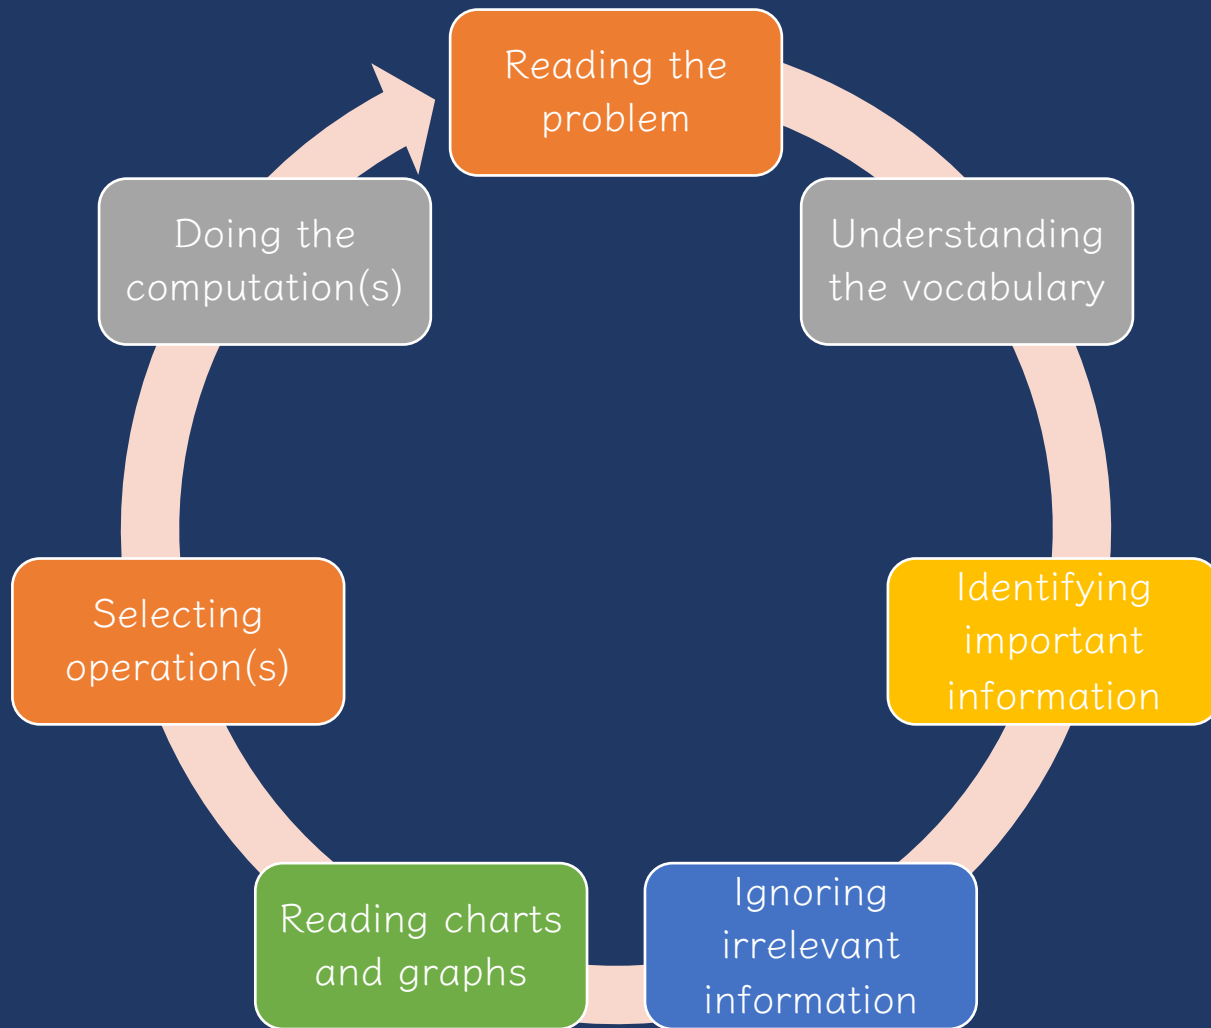 Reading the
problem
Understanding
the vocabulary
Identifying
important
information
Ignoring
irrelevant
information
Reading charts
and graphs
Selecting
operation(s)
Doing the
computation(s)